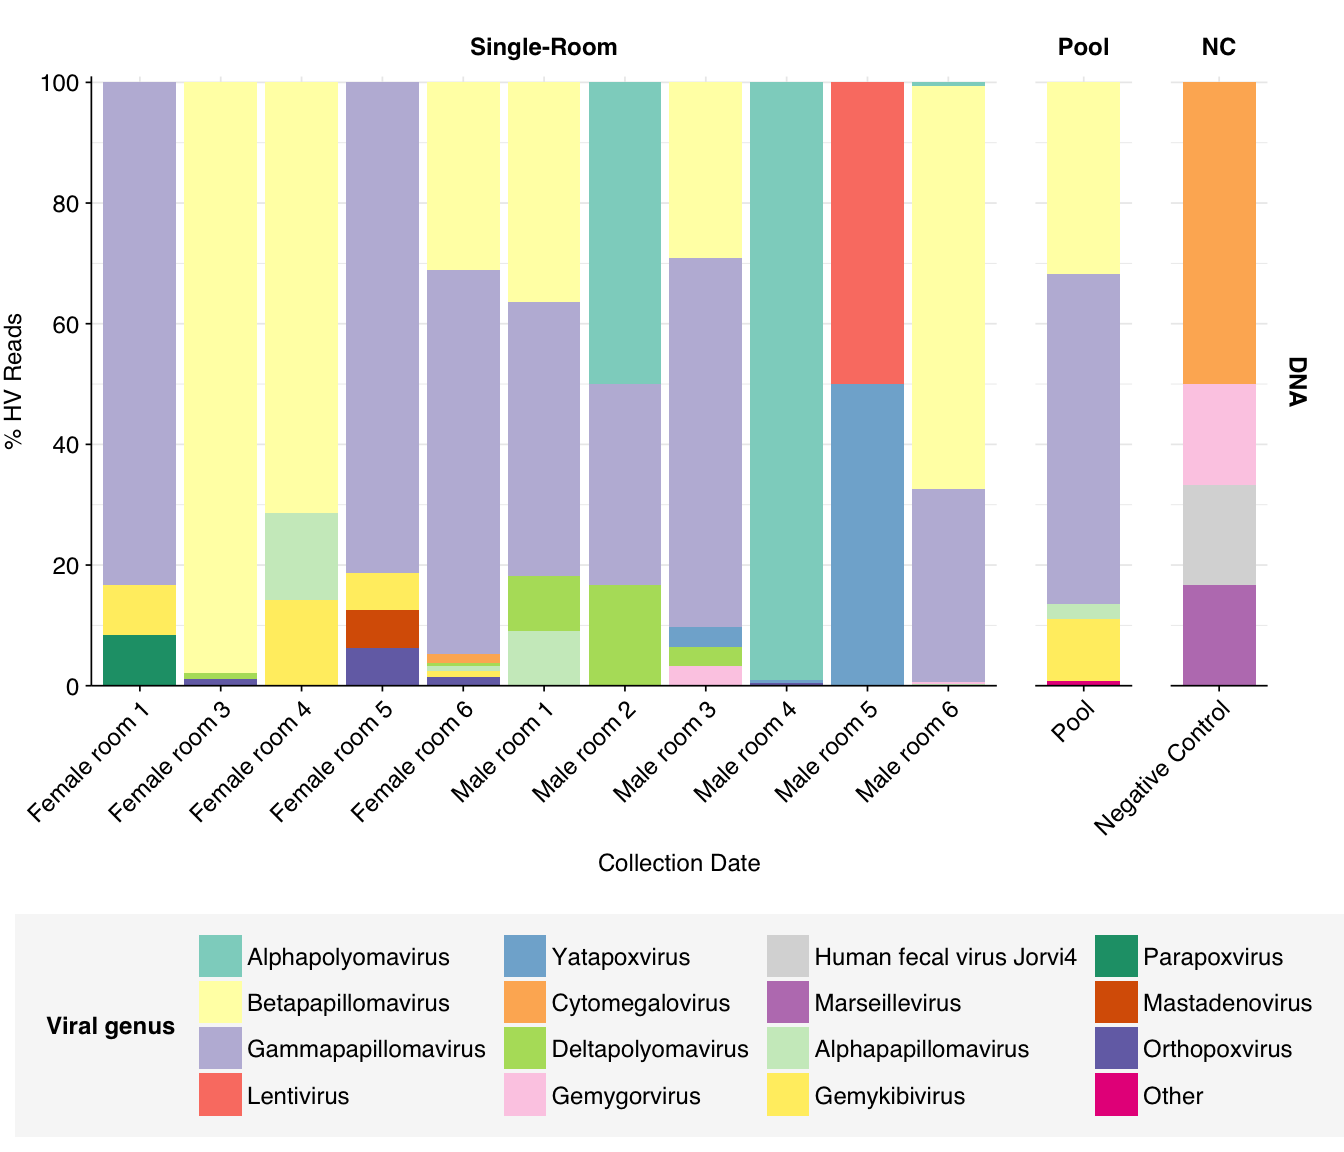 Single-Room
Pool
NC
100
80
60
40
20
0
% HV Reads
DNA
Female room 1
Female room 3
Female room 4
Female room 5
Female room 6
Male room 1
Male room 2
Male room 3
Male room 4
Male room 5
Male room 6
Pool
Negative Control
Collection Date
Viral genus
Alphapolyomavirus
Betapapillomavirus
Gammapapillomavirus
Lentivirus
Yatapoxvirus
Cytomegalovirus
Deltapolyomavirus
Gemygorvirus
Human fecal virus Jorvi4
Marseillevirus
Alphapapillomavirus
Gemykibivirus
Parapoxvirus
Mastadenovirus
Orthopoxvirus
Other